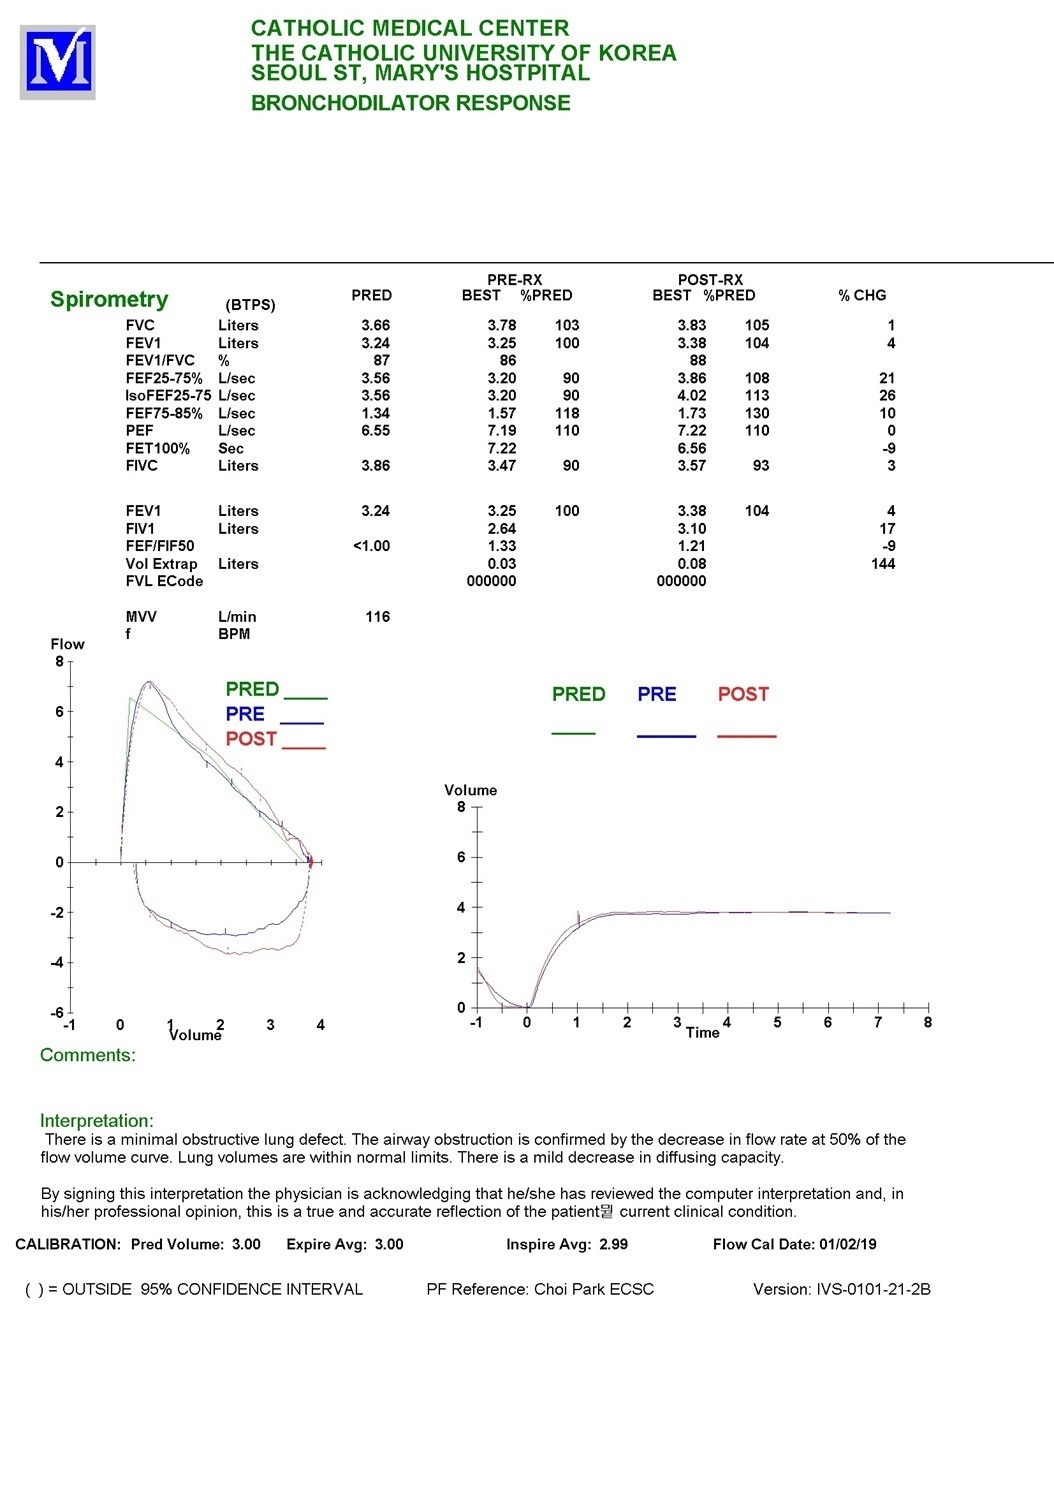 M
CATHOLIC MEDICAL CENTER
THE CATHOLIC UNIVERSITY OF KOREA
SEOUL ST, MARY'S HOSTPITAL
BRONCHODILATOR RESPONSE
PRE-RX POST-RX
Spirometry (BTPS) PRED BEST %PRED BEST %PRED % CHG
FVC Liters 3.66 3.78 103 3.83 105 1
FEV1 Liters 3.24 3.25 100 3.38 104 4
FEV1/FVC % 87 86 88
FEF25-75% L/sec 3.56 3.20 90 3.86 108 21
IsoFEF25-75 L/sec 3.56 3.20 90 4.02 113 26
FEF75-85% L/sec 1.34 1.57 118 1.73 130 10
PEF L/sec 6.55 7.19 110 7.22 110 0
FET100% Sec 7.22 6.56 -9
FIVC Liters 3.86 3.47 90 3.57 93 3
FEV1 Liters 3.24 3.25 100 3.38 104 4
FIV1 Liters 2.64 3.10 17
FEF/FIF50 <1.00 1.33 1.21 -9
Vol Extrap Liters 0.03 0.08 144
FVL ECode 000000 000000
MVV L/min 116
f BPM
Flow
8
6
4
2
0
-2
-4
-6
-1 0 1 2 3 4
Volume
PRED
PRE
POST
PRED PRE POST
Volume
8
6
4
2
0
-1 0 1 2 3 4 5 6 7 8
Time
Comments:
Interpretation:
There is a minimal obstructive lung defect. The airway obstruction is confirmed by the decrease in flow rate at 50% of the
flow volume curve. Lung volumes are within normal limits. There is a mild decrease in diffusing capacity.
By signing this interpretation the physician is acknowledging that he/she has reviewed the computer interpretation and, in
his/her professional opinion, this is a true and accurate reflection of the patient current clinical condition.
CALIBRATION: Pred Volume: 3.00 Expire Avg: 3.00 Inspire Avg: 2.99 Flow Cal Date: 01/02/19
( ) = OUTSIDE 95% CONFIDENCE INTERVAL PF Reference: Choi Park ECSC Version: IVS-0101-21-2B